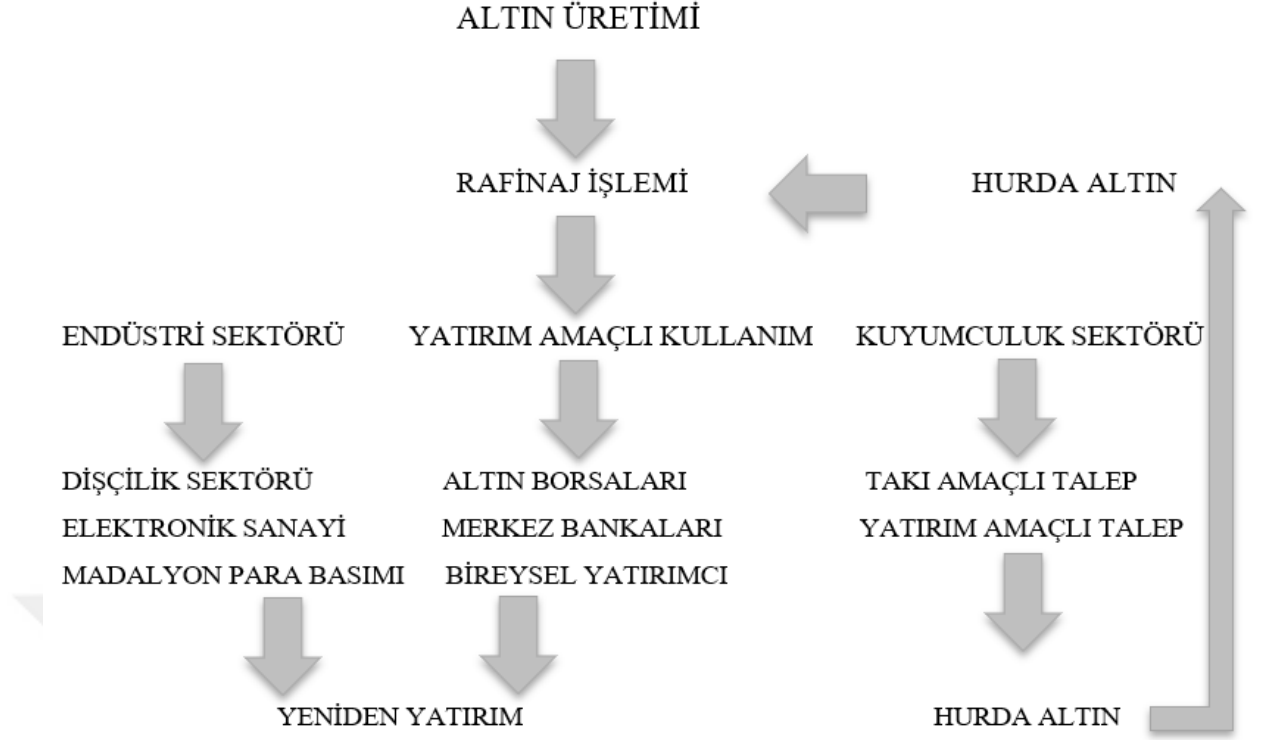 ALTIN ÜRETİMİ
RAFİNAJ İŞLEMİ
HURDA ALTIN
ENDÜSTRİ SEKTÖRÜ
YATIRIM AMAÇLI KULLANIM
KUYUMCULUK SEKTÖRÜ
DİŞÇİLİK SEKTÖRÜ
ELEKTRONİK SANAYİ
MADALYON PARA BASIMI
ALTIN BORSALARI
MERKEZ BANKALARI
BİREYSEL YATIRIMCI
TAKI AMAÇLI TALEP
YATIRIM AMAÇLI TALEP
YENİDEN YATIRIM
HURDA ALTIN